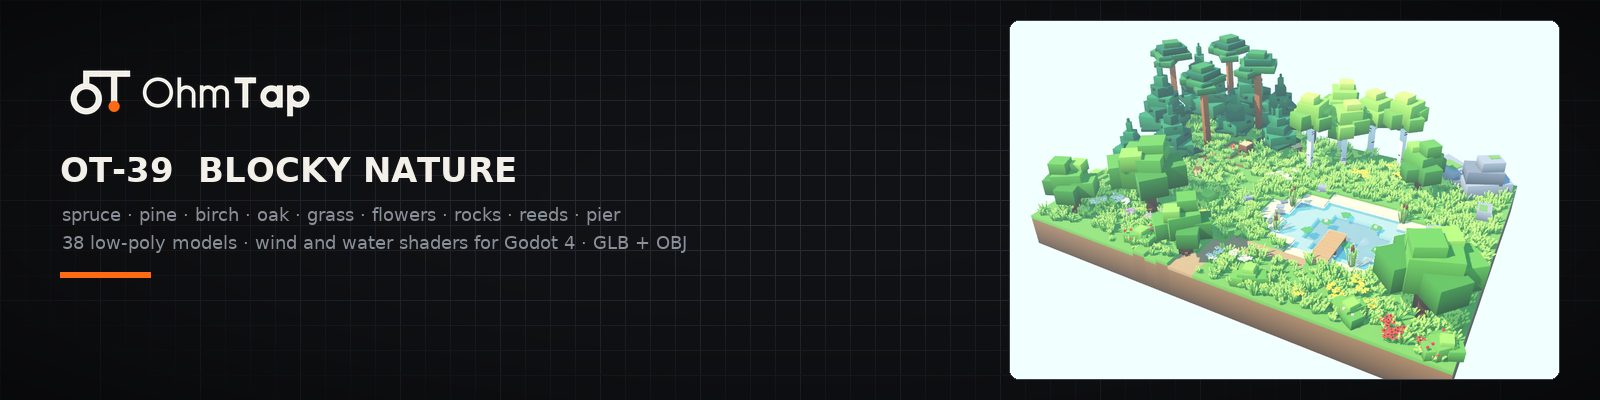 OhmTap
OT-39 BLOCKY NATURE
spruce · pine · birch · oak · grass · flowers · rocks · reeds · pier
38 low-poly models · wind and water shaders for Godot 4 · GLB + OBJ